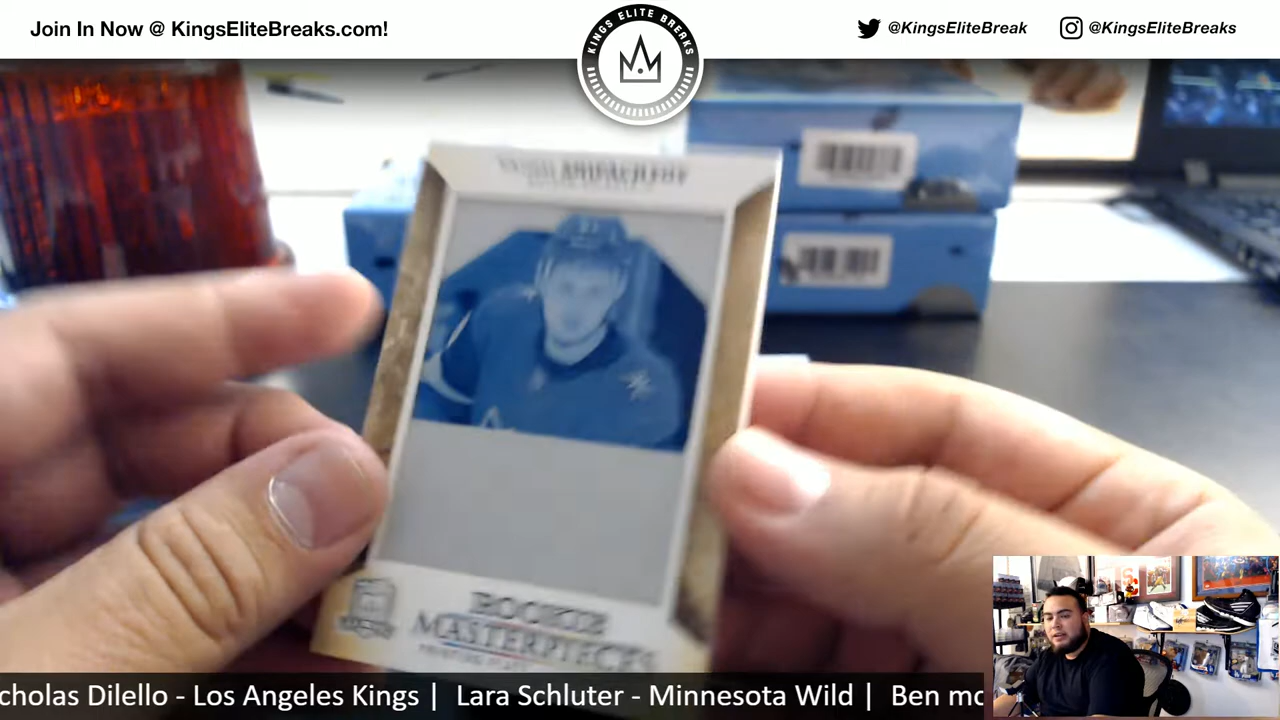 Join In Now @ KingsEliteBreaks.com!
KINGS ELITE BREAKS
@KingsEliteBreak
@KingsEliteBreaks
ROOKIE
MASTERPIECES
cholas Dilello - Los Angeles Kings | Lara Schluter - Minnesota Wild | Ben mc